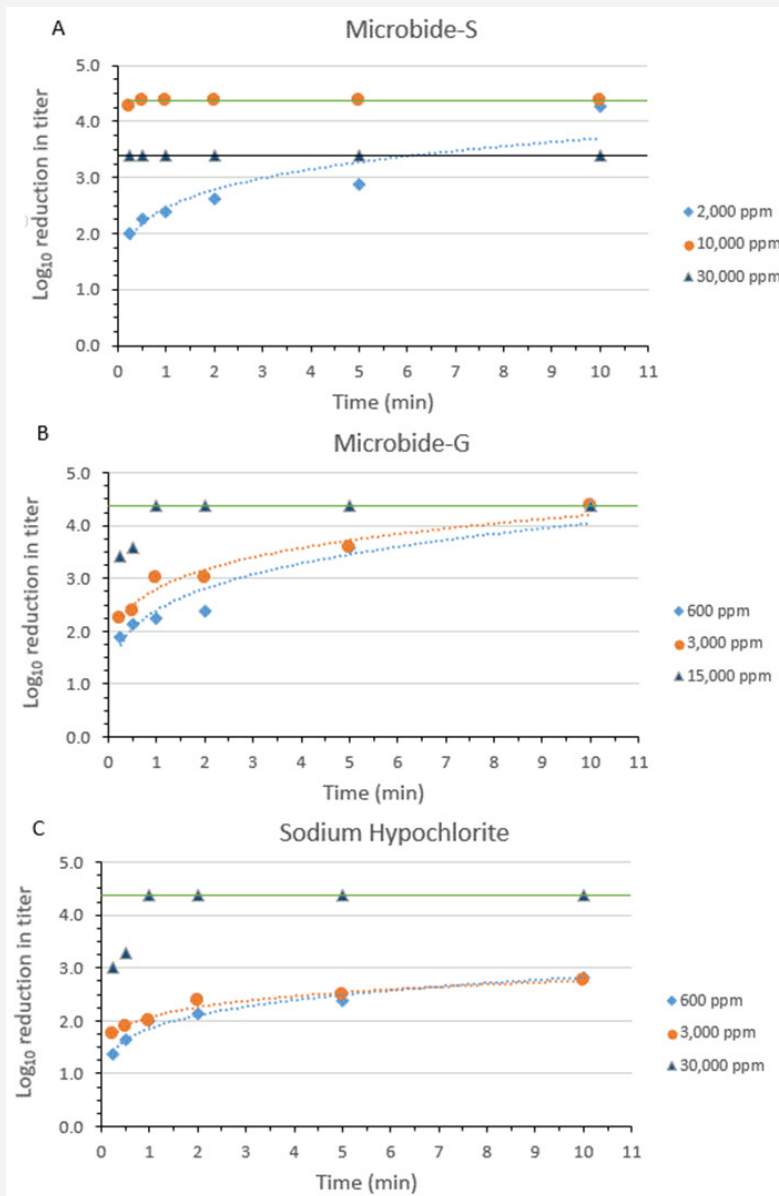 A
Microbide-S
Log₁₀ reduction in titer
5.0
4.0
3.0
2.0
1.0
0.0
0 1 2 3 4 5 6 7 8 9 10 11
Time (min)
2,000 ppm
10,000 ppm
30,000 ppm
B
Microbide-G
Log₁₀ reduction in titer
5.0
4.0
3.0
2.0
1.0
0.0
0 1 2 3 4 5 6 7 8 9 10 11
Time (min)
600 ppm
3,000 ppm
15,000 ppm
C
Sodium Hypochlorite
Log₁₀ reduction in titer
5.0
4.0
3.0
2.0
1.0
0.0
0 1 2 3 4 5 6 7 8 9 10 11
Time (min)
600 ppm
3,000 ppm
30,000 ppm